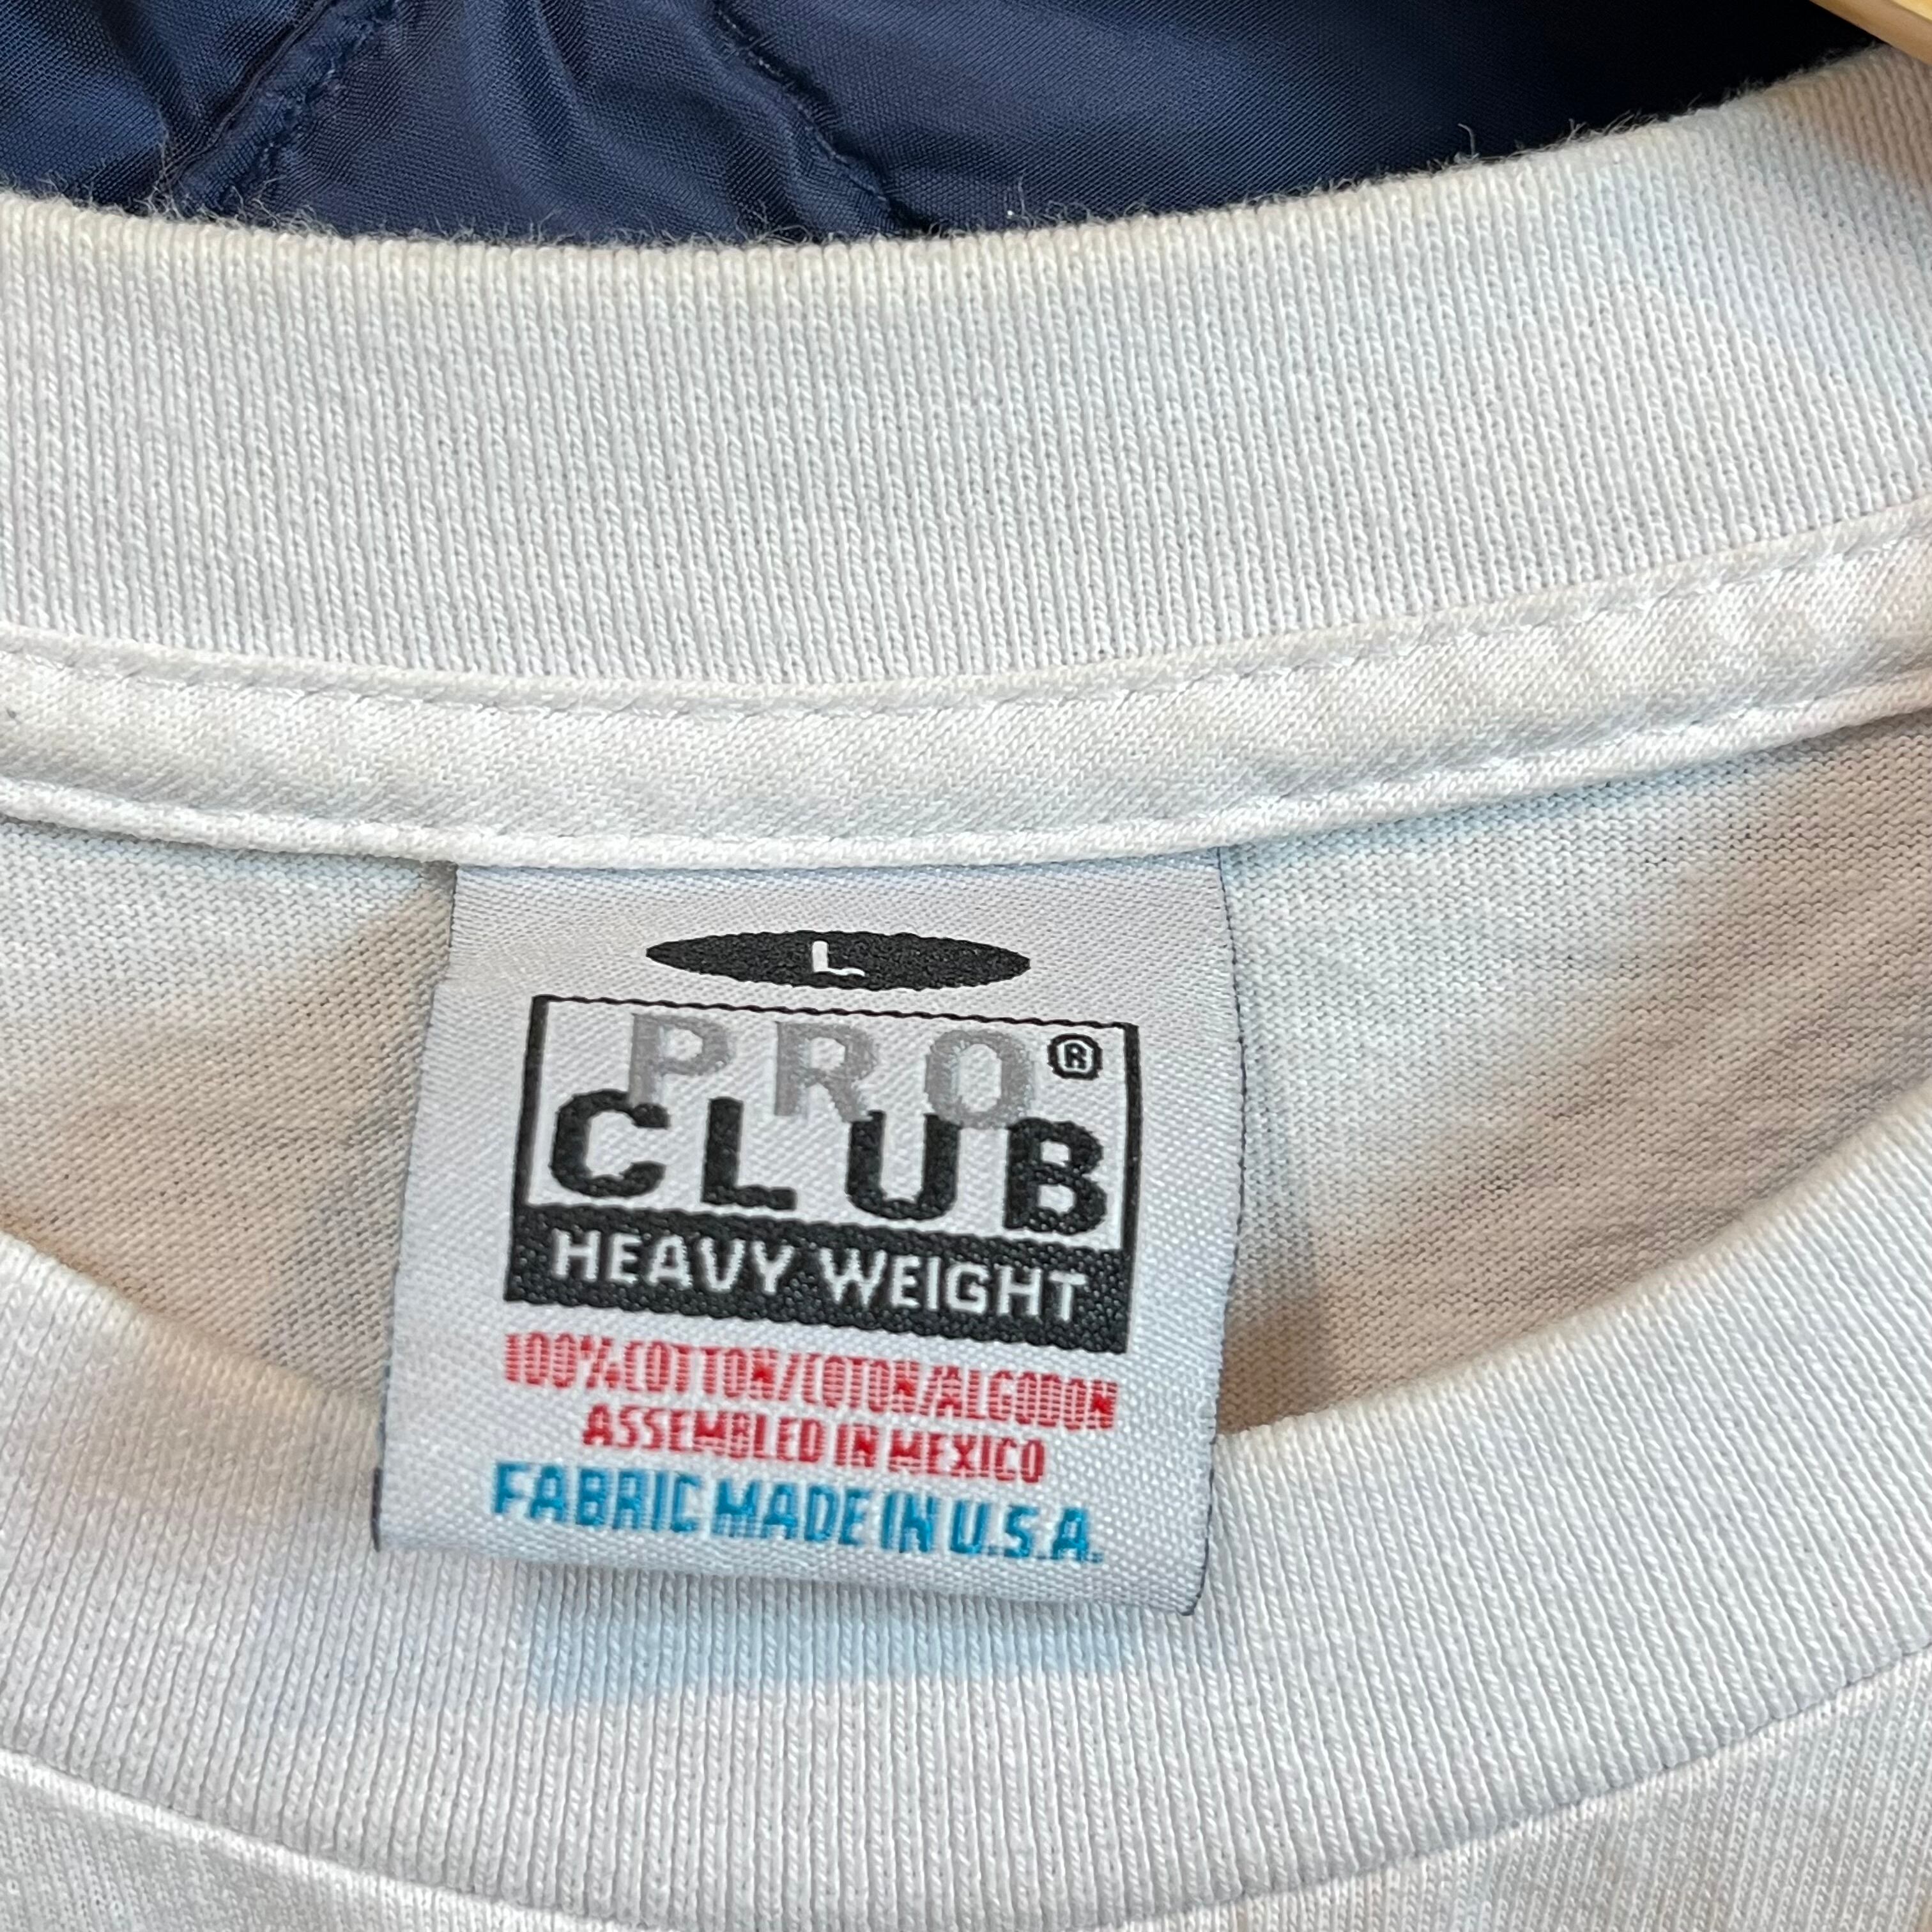 L
PRO®
CLUB
HEAVY WEIGHT
100% COTTON/COTON/ALGODON
ASSEMBLED IN MEXICO
FABRIC MADE IN U.S.A.